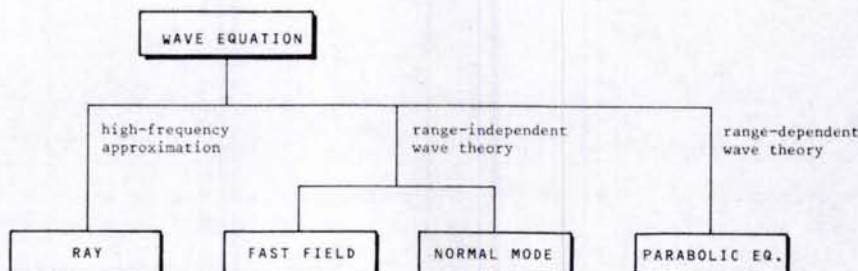 WAVE EQUATION
high-frequency
approximation
range-independent
wave theory
range-dependent
wave theory
RAY
FAST FIELD
NORMAL MODE
PARABOLIC EQ.